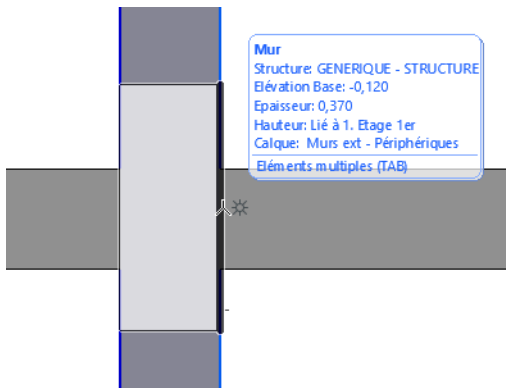 Mur
Structure: GENERIQUE - STRUCTURE
Elévation Base: -0,120
Epaisseur: 0,370
Hauteur: Lié à 1. Etage 1er
Calque: Murs ext - Périphériques
Eléments multiples (TAB)